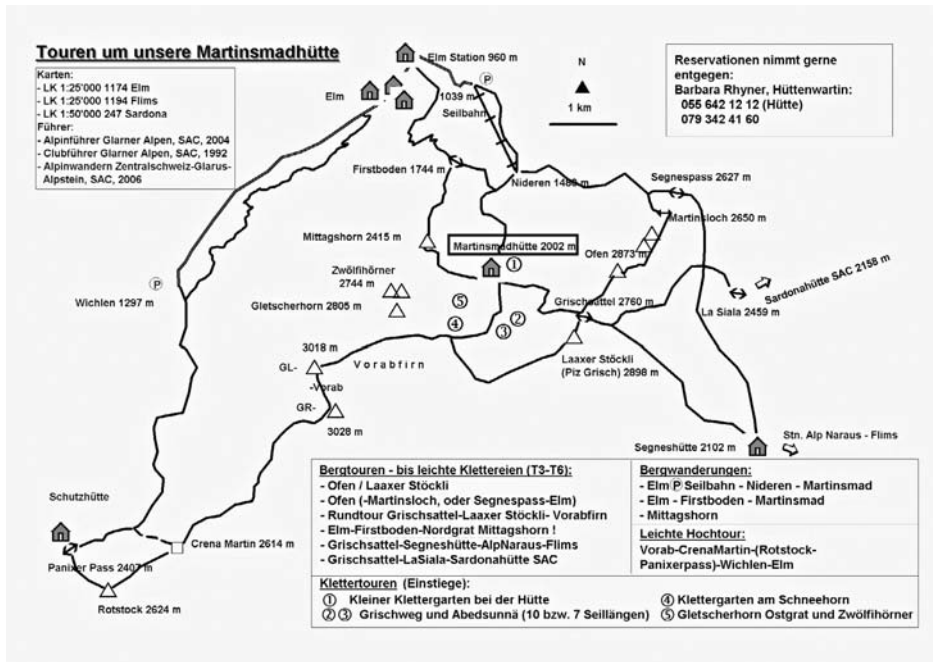 Touren um unsere Martinsmadhütte
Karten:
- LK 1:25'000 1174 Elm
- LK 1:25'000 1194 Flims
- LK 1:50'000 247 Sardona
Führer:
- Alpinführer Glarner Alpen, SAC, 2004
- Clubführer Glarner Alpen, SAC, 1992
- Alpinwandern Zentralschweiz-Glarus-
Alpstein, SAC, 2006
Elm Station 960 m
Elm
P
1039 m
Seilbahn
N
1 km
Reservationen nimmt gerne
entgegen:
Barbara Rhyner, Hüttenwartin:
055 642 12 12 (Hütte)
079 342 41 60
Firstboden 1744 m
Nideren 1480 m
Segnespass 2627 m
Martinsloch 2650 m
Mittagshorn 2415 m
Martinsmadhütte 2002 m
①
Ofen 2873 m
Zwölfihörner
2744 m
Gletscherhorn 2805 m
⑤
④
③
②
Grischsattel 2760 m
Sardonahütte SAC 2158 m
La Siala 2459 m
P
Wichlen 1297 m
3018 m
GL-
Vorabfirn
-Vorab
GR-
3028 m
Laaxer Stöckli
(Piz Grisch) 2898 m
Segneshütte 2102 m
Stn. Alp Naraus - Flims
Schutzhütte
Crena Martin 2614 m
Panixer Pass 2407 m
Rotstock 2624 m
Bergtouren - bis leichte Klettereien (T3-T6):
- Ofen / Laaxer Stöckli
- Ofen (-Martinsloch, oder Segnespass-Elm)
- Rundtour Grischsattel-Laaxer Stöckli- Vorabfirn
- Elm-Firstboden-Nordgrat Mittagshorn !
- Grischsattel-Segneshütte-AlpNaraus-Flims
- Grischsattel-LaSiala-Sardonahütte SAC
Bergwanderungen:
- Elm P Seilbahn - Nideren - Martinsmad
- Elm - Firstboden - Martinsmad
- Mittagshorn
Leichte Hochtour:
Vorab-CrenaMartin-(Rotstock-
Panixerpass)-Wichlen-Elm
Klettertouren (Einstiege):
① Kleiner Klettergarten bei der Hütte
② ③ Grischweg und Abedsunnä (10 bzw. 7 Seillängen)
④ Klettergarten am Schneehorn
⑤ Gletscherhorn Ostgrat und Zwölfihörner